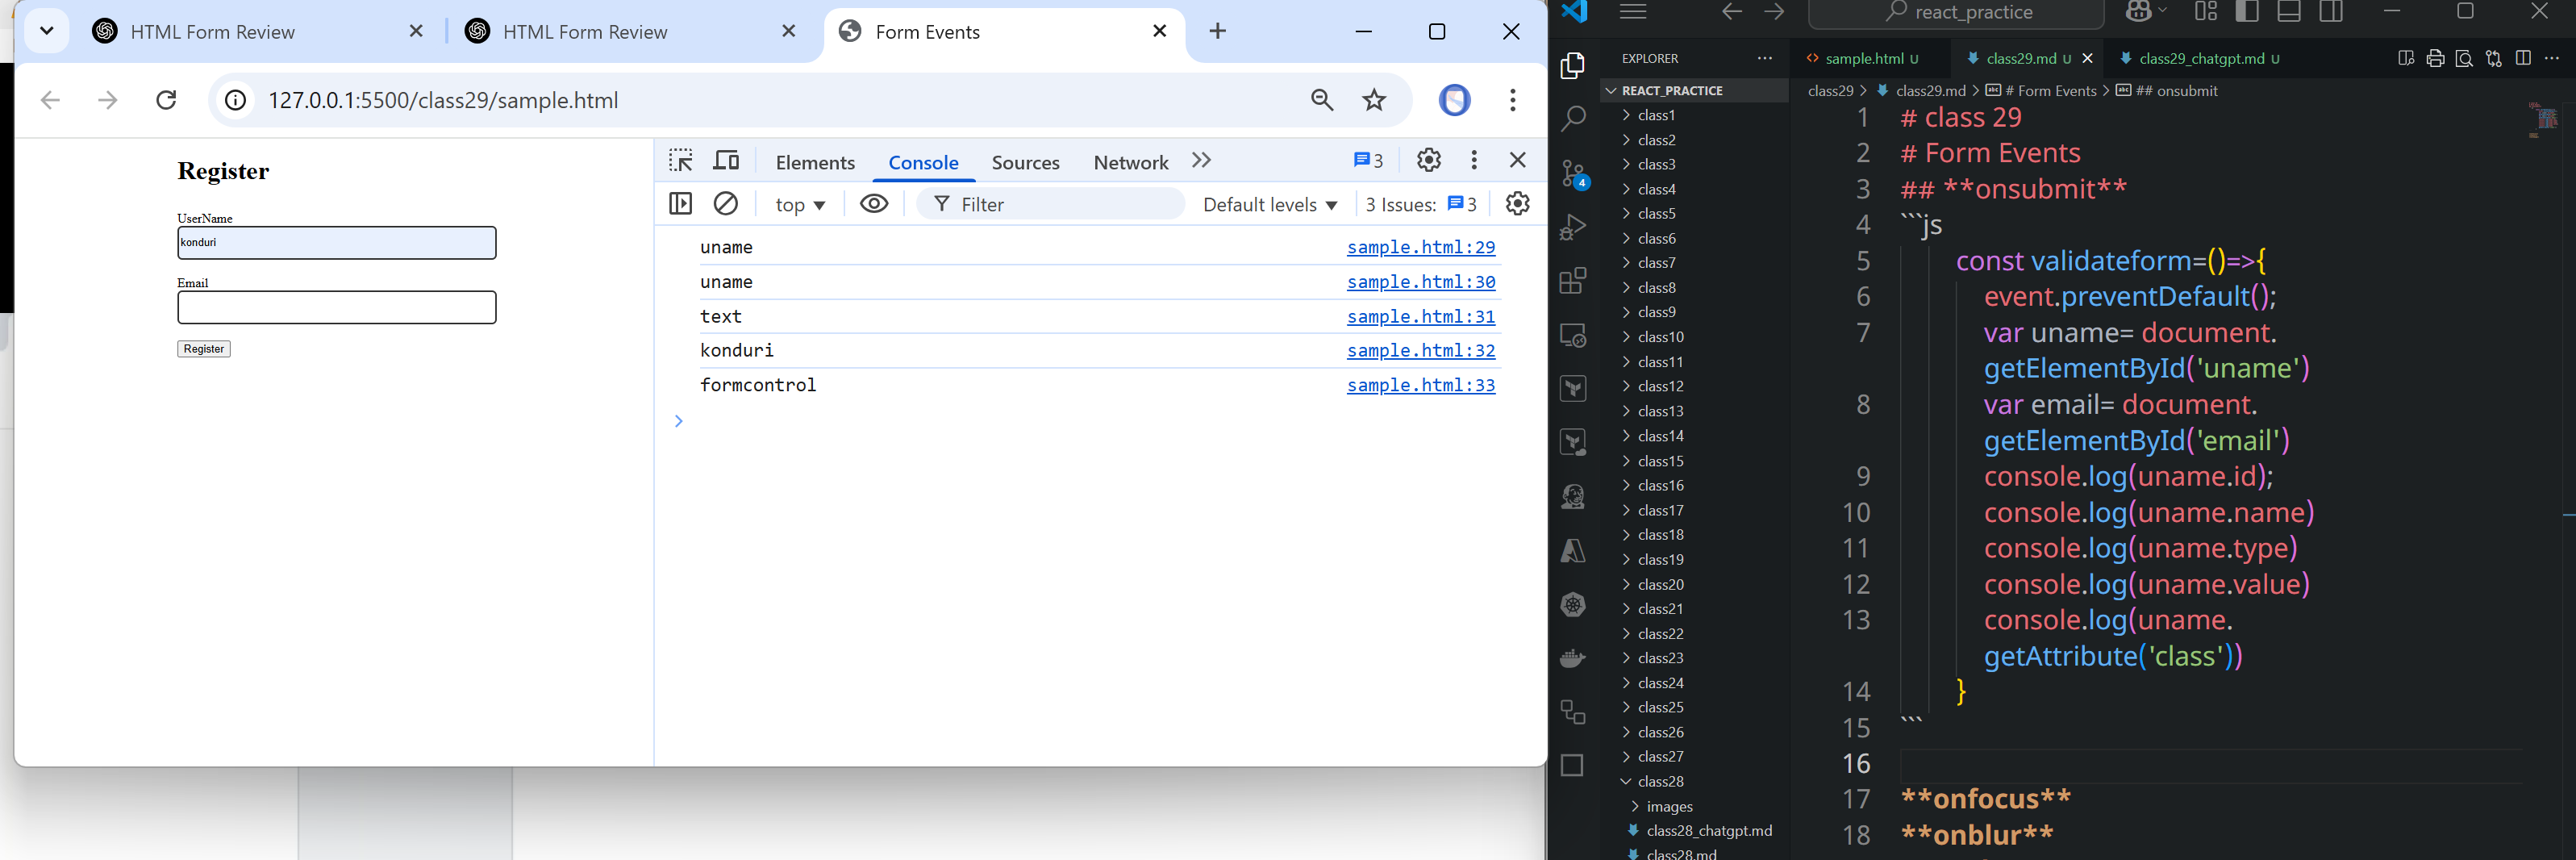 HTML Form Review
HTML Form Review
Form Events
127.0.0.1:5500/class29/sample.html
Register
UserName
konduri
Email
Register
Elements
Console
Sources
Network
3
top
Filter
Default levels
3 Issues:
3
uname sample.html:29
uname sample.html:30
text sample.html:31
konduri sample.html:32
formcontrol sample.html:33
react_practice
EXPLORER
REACT_PRACTICE
4
class1
class2
class3
class4
class5
class6
class7
class8
class9
class10
class11
class12
class13
class14
class15
class16
class17
class18
class19
class20
class21
class22
class23
class24
class25
class26
class27
class28
images
class28_chatgpt.md
class28.md
sample.html U
class29.md U
class29_chatgpt.md U
class29 > class29.md > # Form Events > ## onsubmit
1 # class 29
2 # Form Events
3 ## **onsubmit**
4 ```js
5 const validateform=()=>{
6 event.preventDefault();
7 var uname= document.
getElementById('uname')
8 var email= document.
getElementById('email')
9 console.log(uname.id);
10 console.log(uname.name)
11 console.log(uname.type)
12 console.log(uname.value)
13 console.log(uname.
getAttribute('class'))
14 }
15 ```
16
17 **onfocus**
18 **onblur**